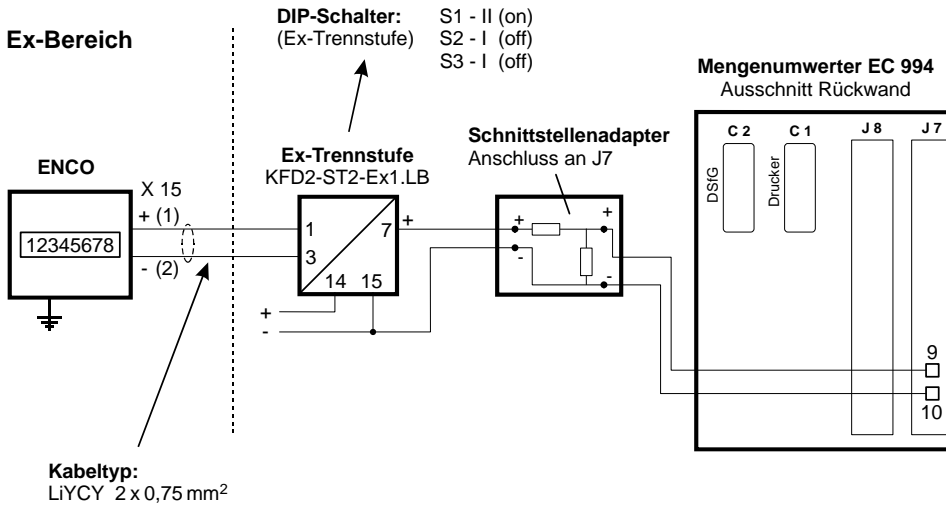 Ex-Bereich
DIP-Schalter: S1 - II (on)
(Ex-Trennstufe) S2 - I (off)
S3 - I (off)
Mengenumwerter EC 994
Ausschnitt Rückwand
C 2 C 1 J 8 J 7
DSfG
Drucker
Schnittstellenadapter
Anschluss an J7
Ex-Trennstufe
KFD2-ST2-Ex1.LB
ENCO
X 15
+ (1)
- (2)
12345678
1
3
7 +
14 15
+
-
+ +
- -
9
10
Kabeltyp:
LiYCY 2 x 0,75 mm²